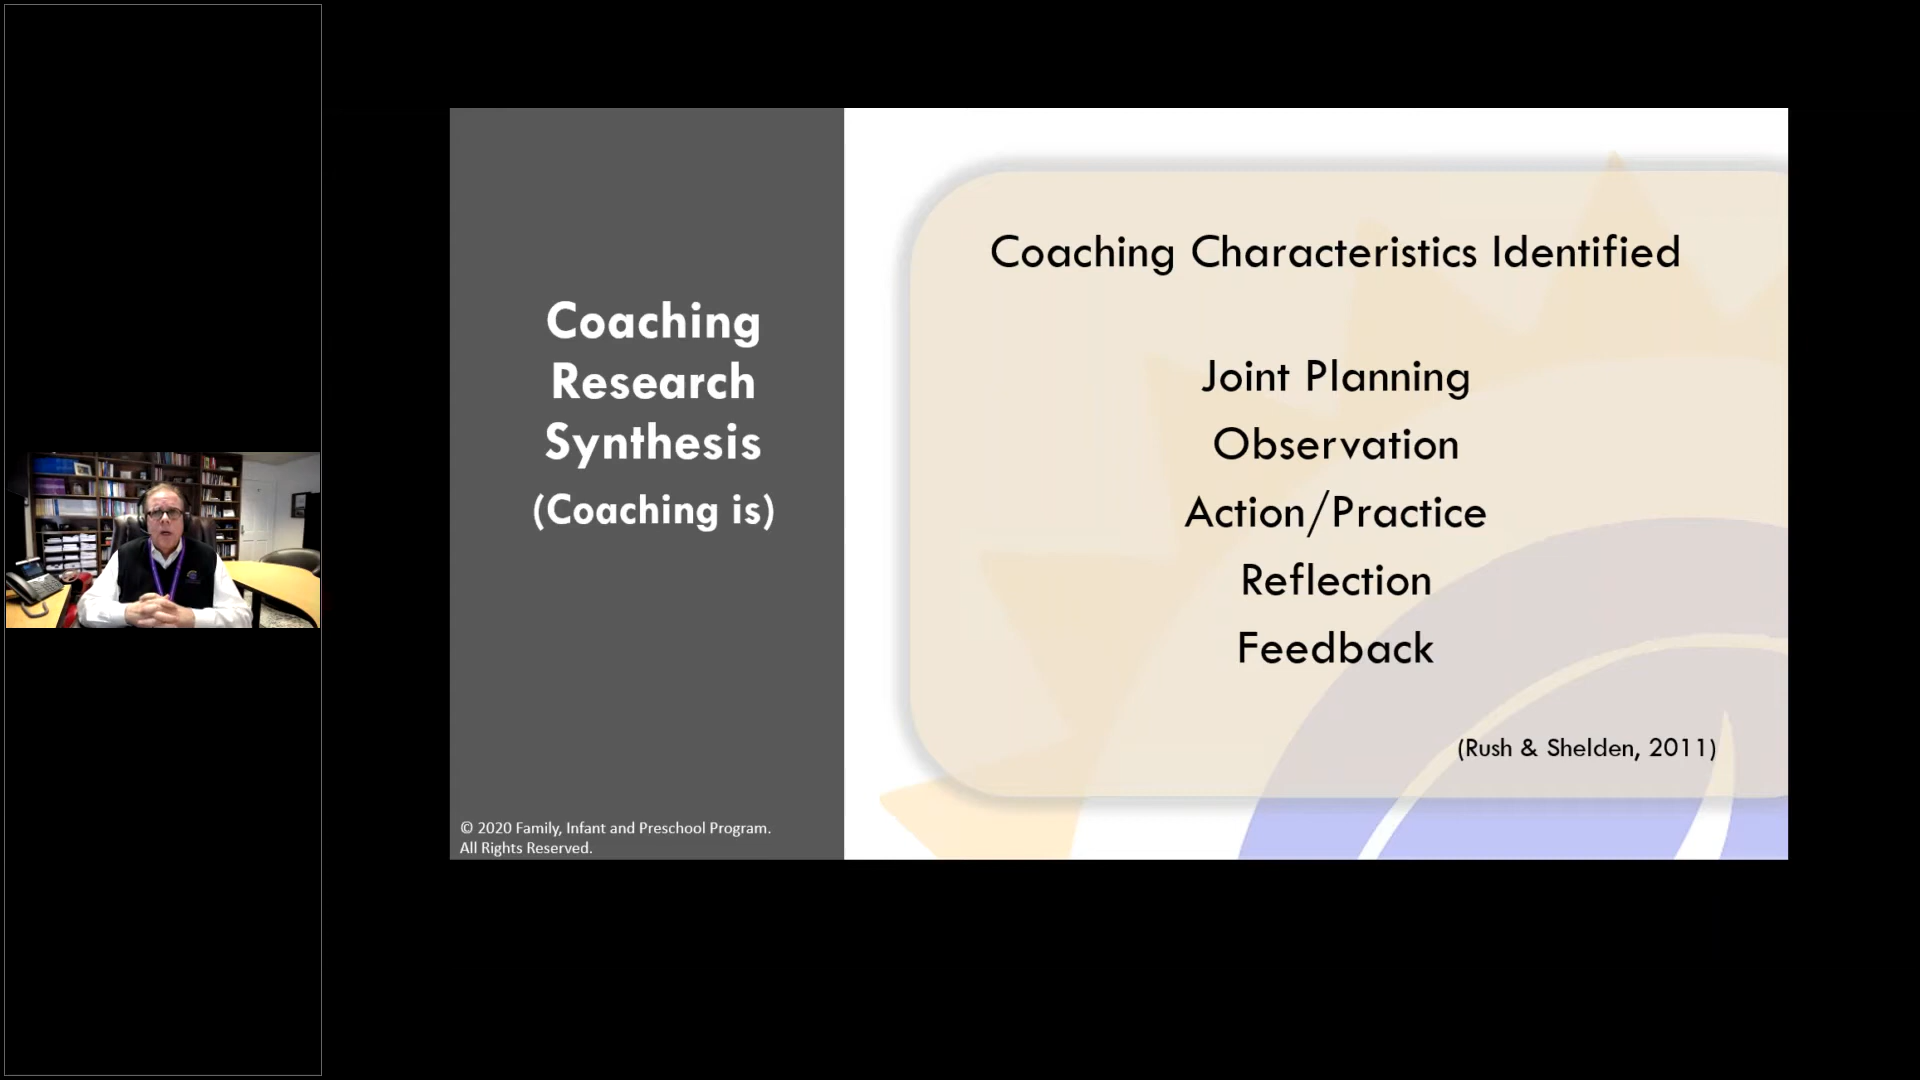 Coaching
Research
Synthesis
(Coaching is)
© 2020 Family, Infant and Preschool Program.
All Rights Reserved.
Coaching Characteristics Identified
Joint Planning
Observation
Action/Practice
Reflection
Feedback
(Rush & Shelden, 2011)